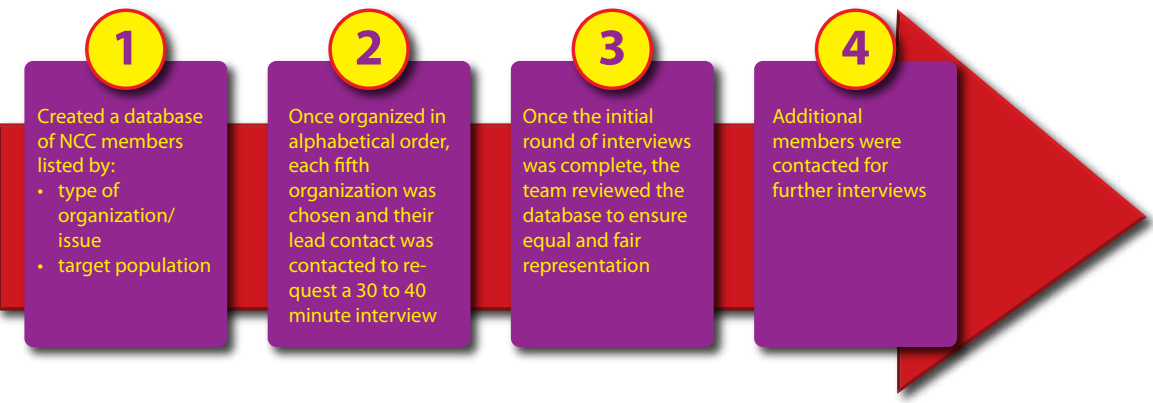 1
Created a database
of NCC members
listed by:
• type of
organization/
issue
• target population
2
Once organized in
alphabetical order,
each fifth
organization was
chosen and their
lead contact was
contacted to re-
quest a 30 to 40
minute interview
3
Once the initial
round of interviews
was complete, the
team reviewed the
database to ensure
equal and fair
representation
4
Additional
members were
contacted for
further interviews